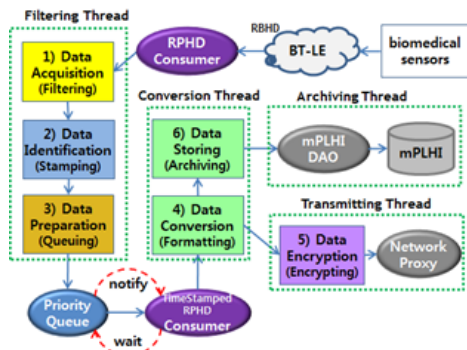 Filtering Thread
1) Data
Acquisition
(Filtering)
2) Data
Identification
(Stamping)
3) Data
Preparation
(Queuing)
Priority
Queue
notify
wait
TimeStamped
RPHD
Consumer
RPHD
Consumer
RBHD
BT-LE
biomedical
sensors
Conversion Thread
6) Data
Storing
(Archiving)
4) Data
Conversion
(Formatting)
Archiving Thread
mPLHI
DAO
mPLHI
Transmitting Thread
5) Data
Encryption
(Encrypting)
Network
Proxy